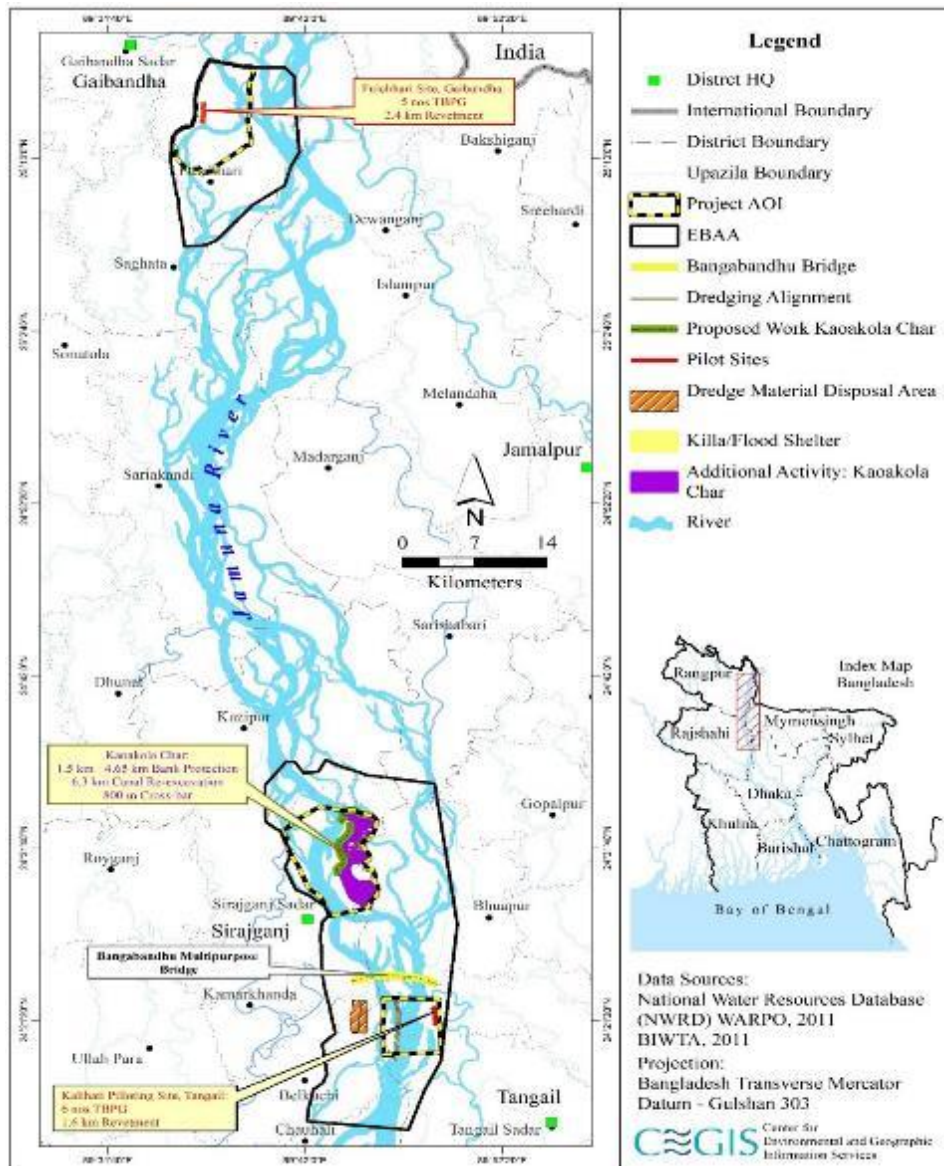 Gaibandha Sadar
Gaibandha
India
Fulchhari Site, Gaibandha
5 nos TBPG
2.4 km Revetment
Bakshiganj
Sreebardi
Dewanganj
Saghata
Islampur
Sonatola
Melandaha
Jamalpur
Madarganj
Sariakandi
Jamuna River
N
0 7 14
Kilometers
Sarishabari
Dhunat
Kazipur
Kaoakola Char:
1.5 km - 4.65 km Bank Protection
6.3 km Canal Re-excavation
800 m Cross-bar
Gopalpur
Royganj
Sirajganj Sadar
Sirajganj
Bhuapur
Bangabandhu Multipurpose
Bridge
Kamarkhanda
Ullah Para
Kalihati Piloting Site, Tangail:
6 nos TBPG
1.6 km Revetment
Belkuchi
Tangail
Chauhali
Tangail Sadar
Legend
Distrct HQ
International Boundary
District Boundary
Upazila Boundary
Project AOI
EBAA
Bangabandhu Bridge
Dredging Alignment
Proposed Work Kaoakola Char
Pilot Sites
Dredge Material Disposal Area
Killa/Flood Shelter
Additional Activity: Kaoakola
Char
River
Index Map
Bangladesh
Rangpur
Mymensingh
Rajshahi
Sylhet
Dhaka
Khulna
Chattogram
Barishal
Bay of Bengal
Data Sources:
National Water Resources Database
(NWRD) WARPO, 2011
BIWTA, 2011
Projection:
Bangladesh Transverse Mercator
Datum - Gulshan 303
CEGIS
Center for
Environmental and Geographic
Information Services